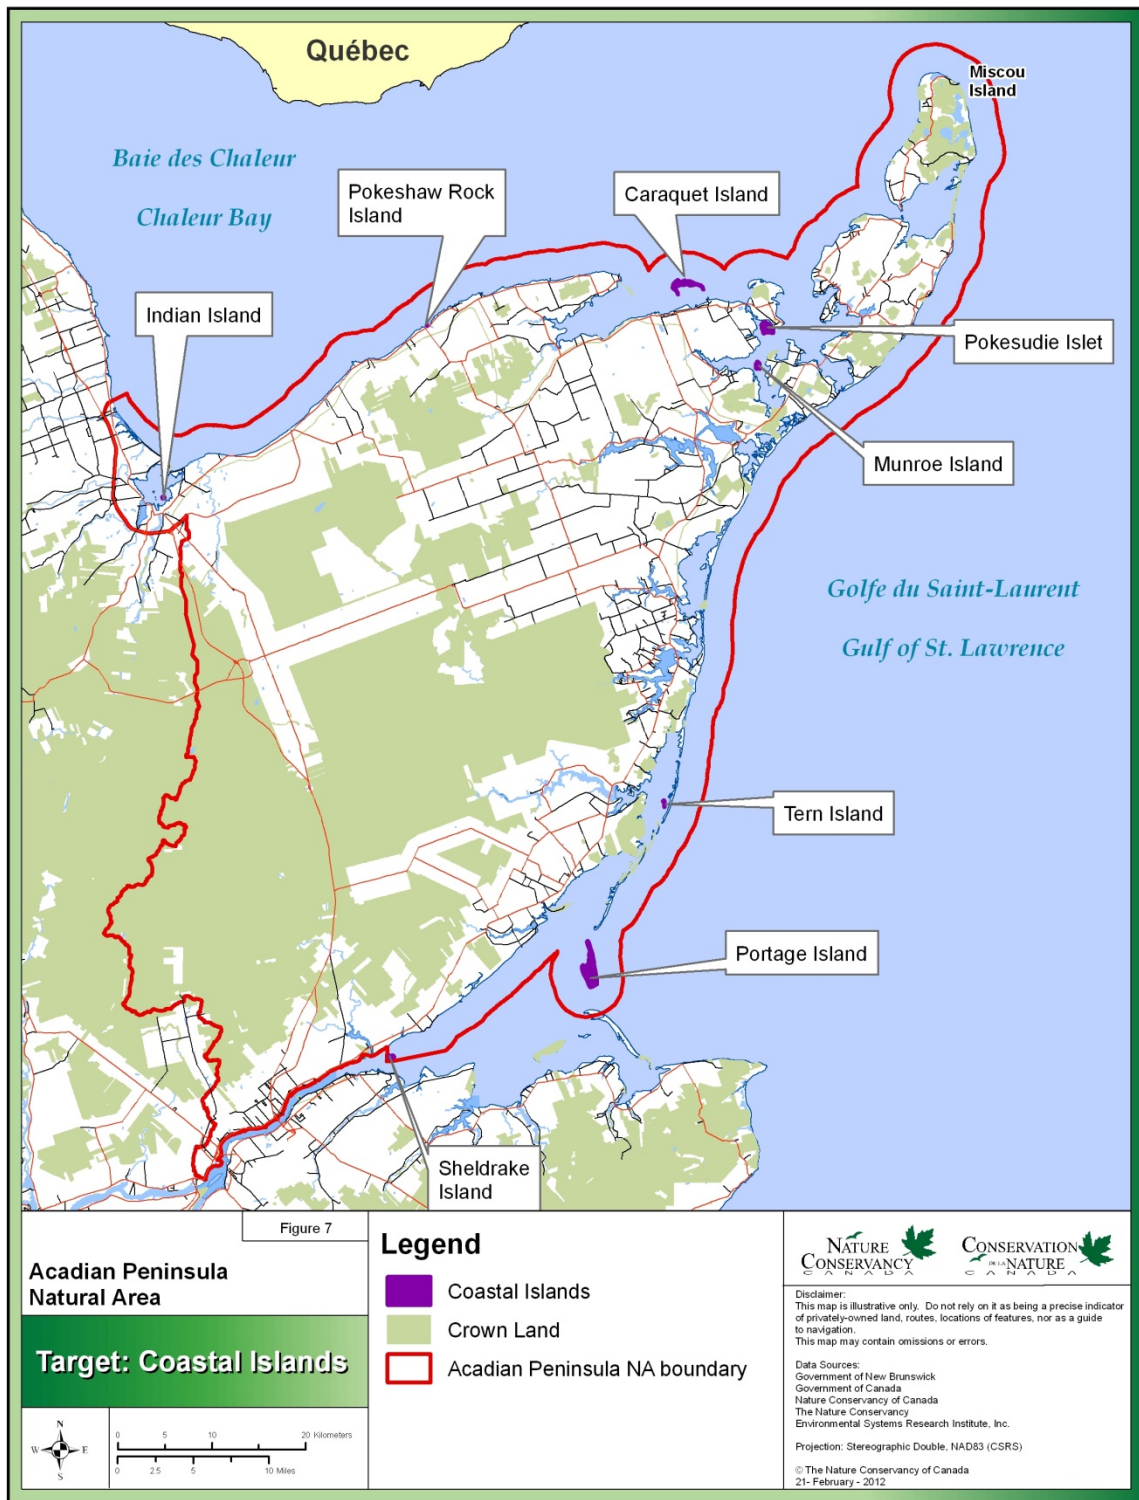 Québec
Miscou
Island
Baie des Chaleur
Chaleur Bay
Pokeshaw Rock
Island
Caraquet Island
Indian Island
Pokesudie Islet
Munroe Island
Golfe du Saint-Laurent
Gulf of St. Lawrence
Tern Island
Portage Island
Sheldrake
Island
Figure 7
Acadian Peninsula
Natural Area
Target: Coastal Islands
N
W E
S
0 5 10 20 Kilometers
0 2.5 5 10 Miles
Legend
Coastal Islands
Crown Land
Acadian Peninsula NA boundary
NATURE
CONSERVANCY
CANADA
CONSERVATION
DE LA NATURE
CANADA
Disclaimer:
This map is illustrative only. Do not rely on it as being a precise indicator
of privately-owned land, routes, locations of features, nor as a guide
to navigation.
This map may contain omissions or errors.
Data Sources:
Government of New Brunswick
Government of Canada
Nature Conservancy of Canada
The Nature Conservancy
Environmental Systems Research Institute, Inc.
Projection: Stereographic Double, NAD83 (CSRS)
© The Nature Conservancy of Canada
21- February - 2012